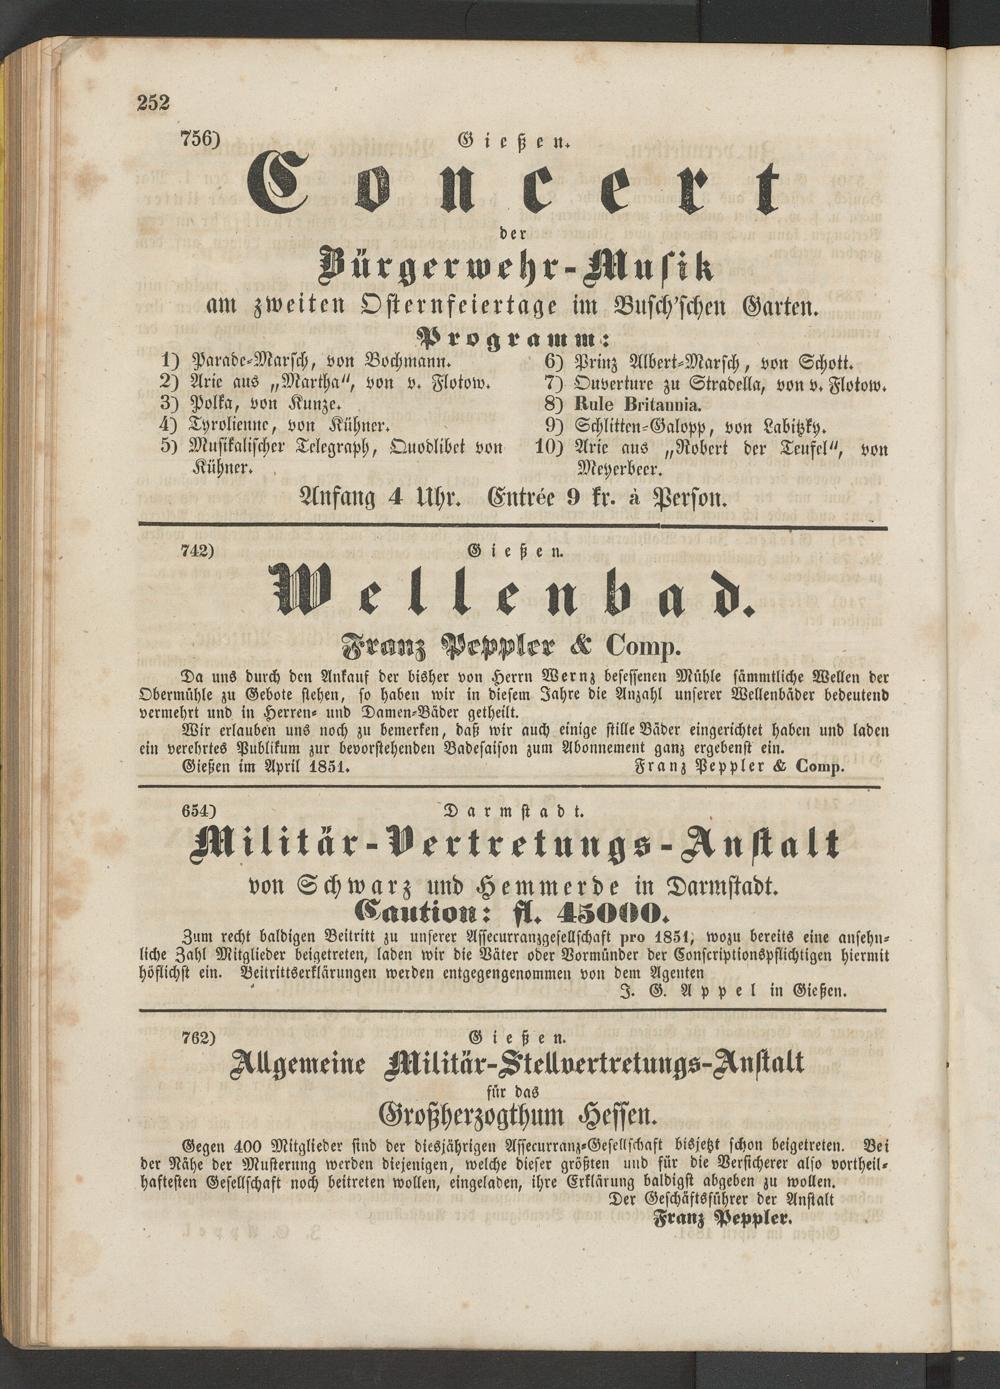 252
756) Gießen.
Concert
der
Bürgerwehr-Musik
am zweiten Osternfeiertage im Busch'schen Garten.
Programm:
1) Parade-Marsch, von Bochmann.
2) Arie aus „Martha", von v. Flotow.
3) Polka, von Kunze.
4) Tyrolienne, von Kühner.
5) Musikalischer Telegraph, Quodlibet von
Kühner.
6) Prinz Albert-Marsch, von Schott.
7) Ouverture zu Stradella, von v. Flotow.
8) Rule Britannia.
9) Schlitten-Galopp, von Labitzky.
10) Arie aus „Robert der Teufel", von
Meyerbeer.
Anfang 4 Uhr. Entrée 9 kr. à Person.
742) Gießen.
Wellenbad.
Franz Peppler & Comp.
Da uns durch den Ankauf der bisher von Herrn Wernz besessenen Mühle sämmtliche Wellen der
Obermühle zu Gebote stehen, so haben wir in diesem Jahre die Anzahl unserer Wellenbäder bedeutend
vermehrt und in Herren- und Damen-Bäder getheilt.
Wir erlauben uns noch zu bemerken, daß wir auch einige stille Bäder eingerichtet haben und laden
ein verehrtes Publikum zur bevorstehenden Badesaison zum Abonnement ganz ergebenst ein.
Gießen im April 1851. Franz Peppler & Comp.
654) Darmstadt.
Militär-Vertretungs-Anstalt
von Schwarz und Hemmerde in Darmstadt.
Caution: fl. 45000.
Zum recht baldigen Beitritt zu unserer Assecurranzgesellschaft pro 1851, wozu bereits eine ansehn-
liche Zahl Mitglieder beigetreten, laden wir die Väter oder Vormünder der Conscriptionspflichtigen hiermit
höflichst ein. Beitrittserklärungen werden entgegengenommen von dem Agenten
J. G. Appel in Gießen.
762) Gießen.
Allgemeine Militär-Stellvertretungs-Anstalt
für das
Großherzogthum Hessen.
Gegen 400 Mitglieder sind der diesjährigen Assecurranz-Gesellschaft bisjetzt schon beigetreten. Bei
der Nähe der Musterung werden diejenigen, welche dieser größten und für die Versicherer also vortheil-
haftesten Gesellschaft noch beitreten wollen, eingeladen, ihre Erklärung baldigst abgeben zu wollen.
Der Geschäftsführer der Anstalt
Franz Peppler.